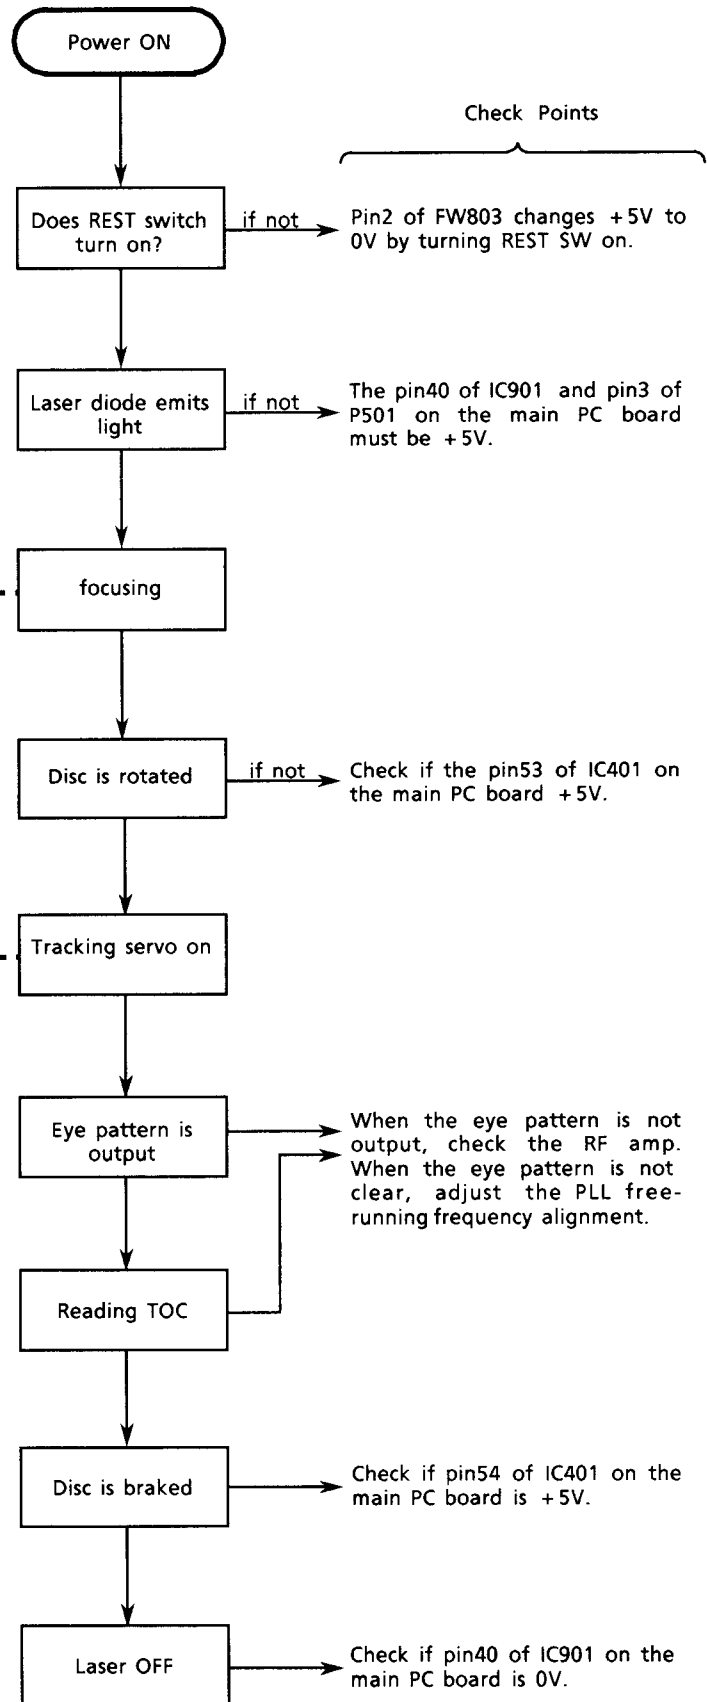 Power ON
Check Points
Does REST switch
turn on?
if not
Pin2 of FW803 changes +5V to
0V by turning REST SW on.
Laser diode emits
light
if not
The pin40 of IC901 and pin3 of
P501 on the main PC board
must be +5V.
focusing
Disc is rotated
if not
Check if the pin53 of IC401 on
the main PC board +5V.
Tracking servo on
Eye pattern is
output
When the eye pattern is not
output, check the RF amp.
When the eye pattern is not
clear, adjust the PLL free-
running frequency alignment.
Reading TOC
Disc is braked
Check if pin54 of IC401 on the
main PC board is +5V.
Laser OFF
Check if pin40 of IC901 on the
main PC board is 0V.